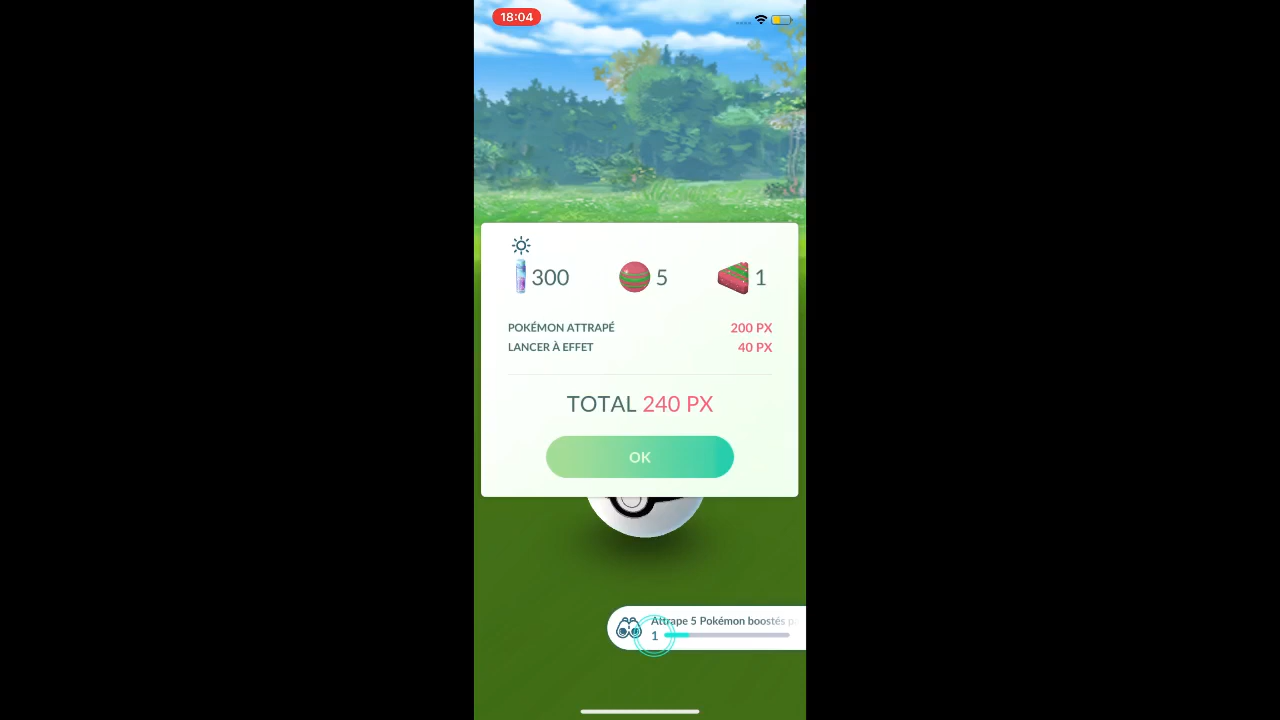 18:04
300 5 1
POKÉMON ATTRAPÉ 200 PX
LANCER À EFFET 40 PX
TOTAL 240 PX
OK
Attrape 5 Pokémon boostés
1